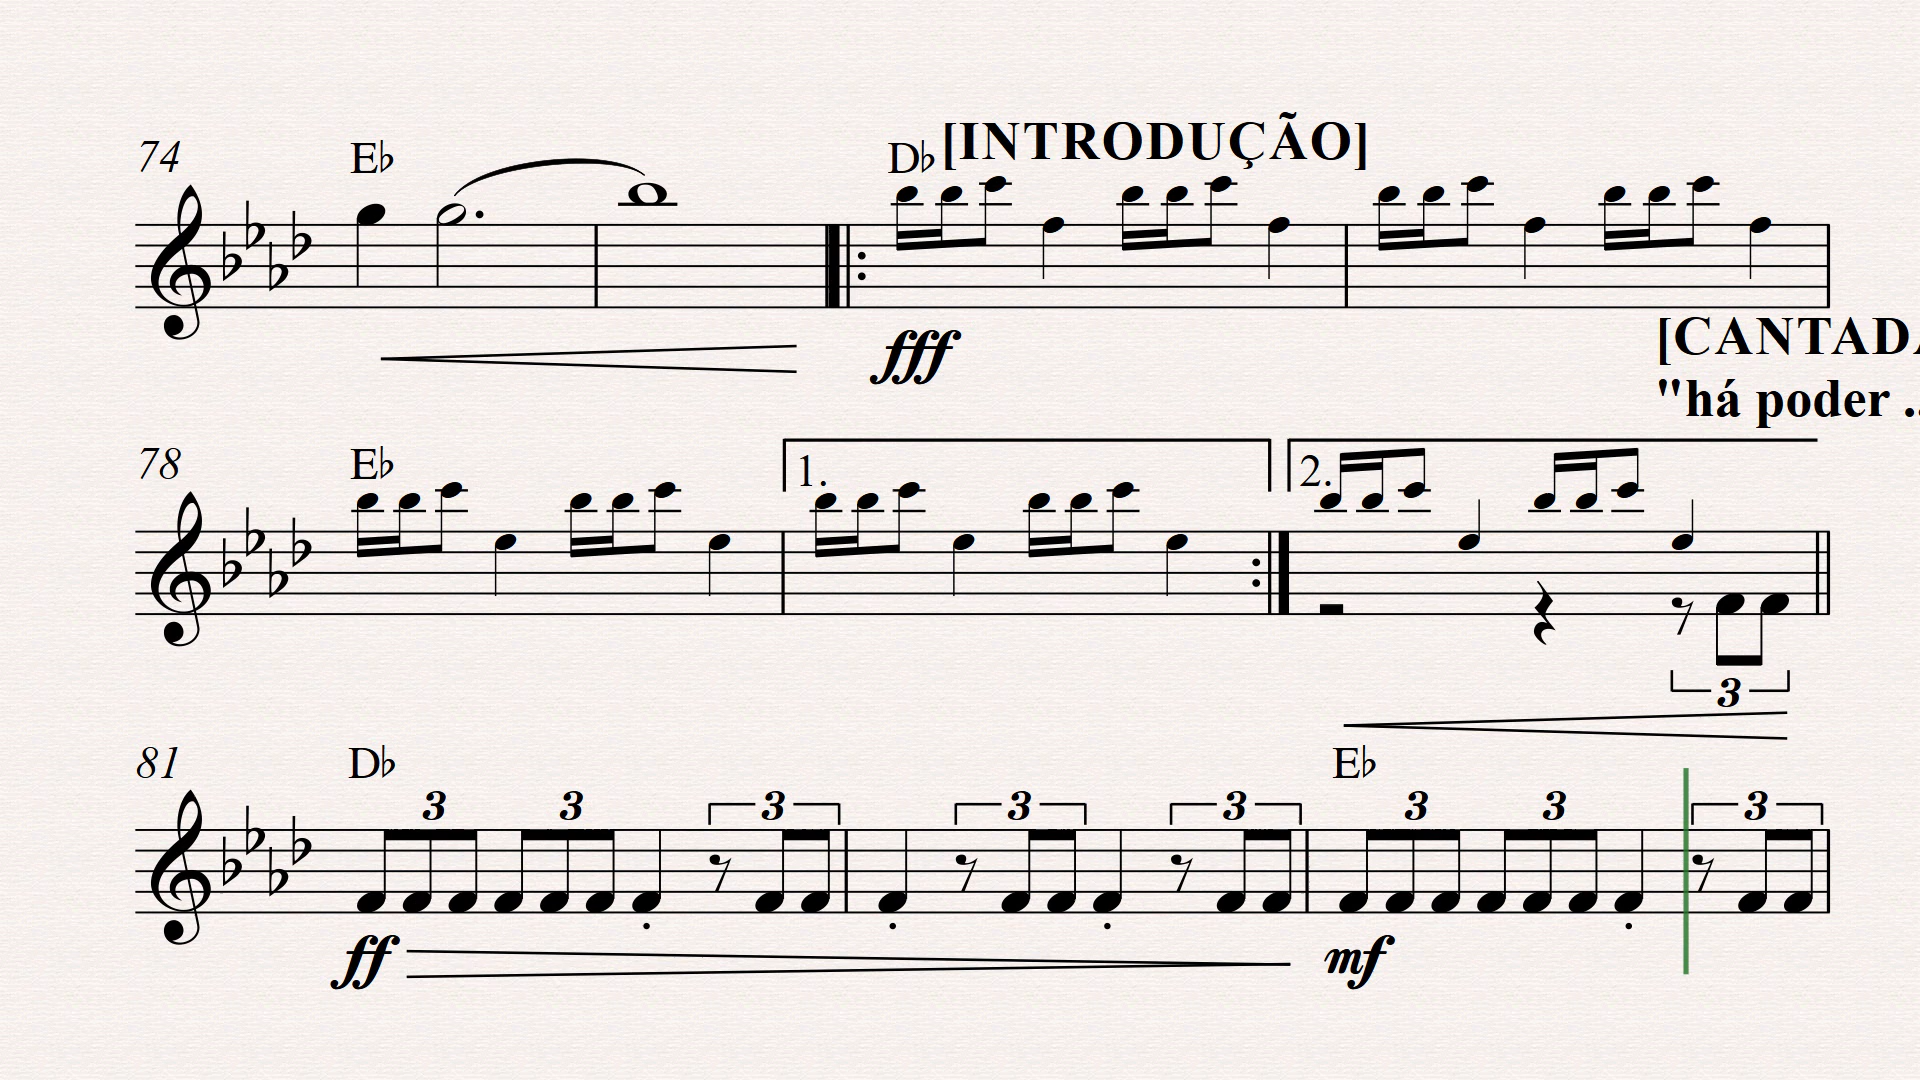 74 E♭ D♭ [INTRODUÇÃO]
fff
[CANTADA
"há poder ..
78 E♭ 1. 2.
3
81 D♭ E♭
3 3 3 3 3 3 3 3
ff mf